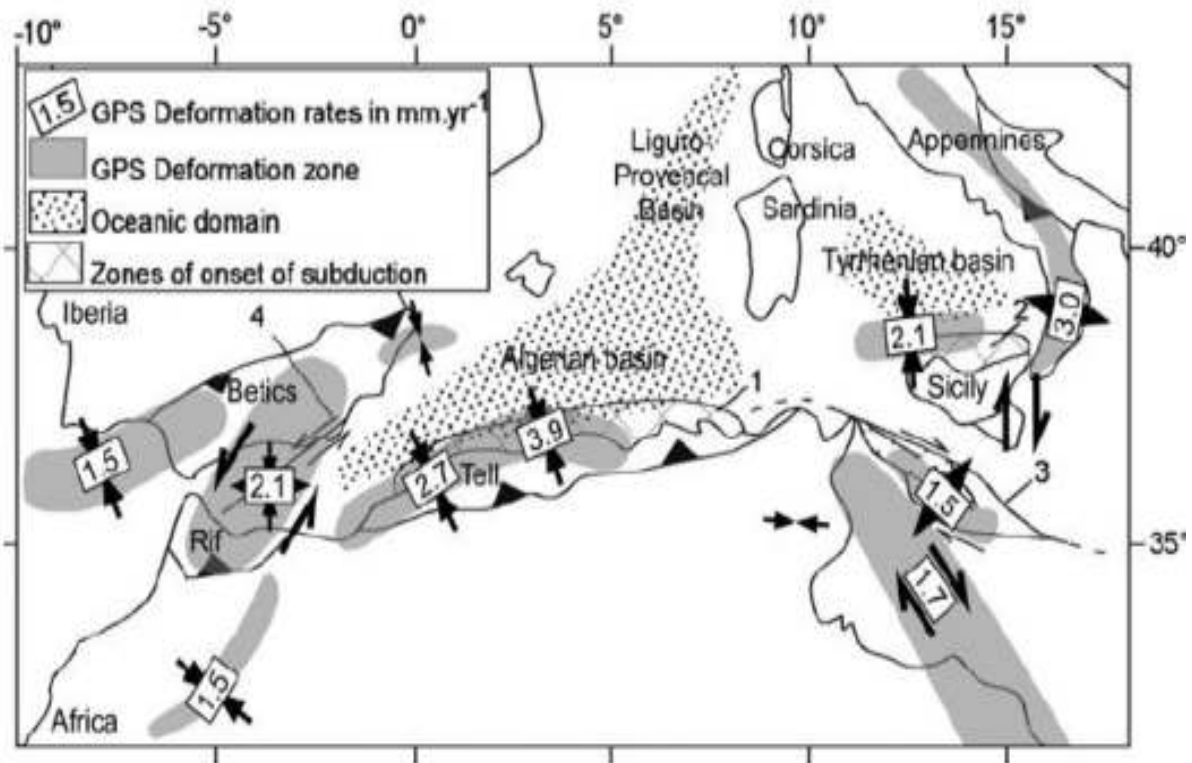 -10° -5° 0° 5° 10° 15°
1.5 GPS Deformation rates in mm.yr-1
GPS Deformation zone
Oceanic domain
Zones of onset of subduction
Liguro
Provencal
Basin
Corsica
Appennines
Sardinia
40°
Tyrrhenian basin
Iberia
4
2
3.0
2.1
Algerian basin
Betics
Sicily
1
3.9
1.5
2.7
Tell
2.1
3
1.5
Rif
35°
1.7
1.5
Africa